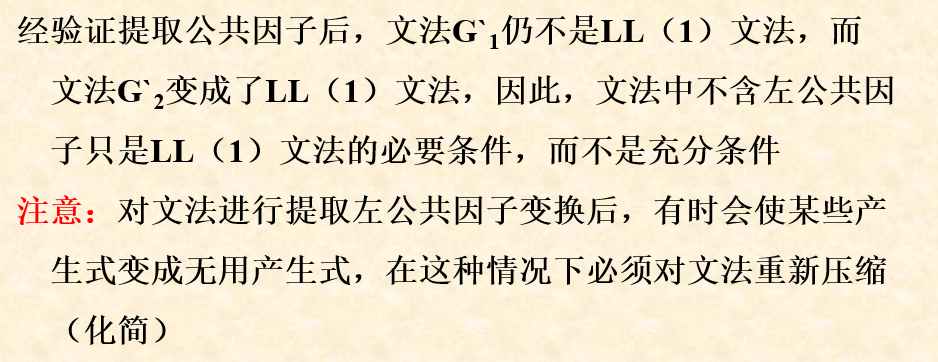 经验证提取公共因子后，文法G`1仍不是LL（1）文法，而
文法G`2变成了LL（1）文法，因此，文法中不含左公共因
子只是LL（1）文法的必要条件，而不是充分条件
注意：对文法进行提取左公共因子变换后，有时会使某些产
生式变成无用产生式，在这种情况下必须对文法重新压缩
（化简）